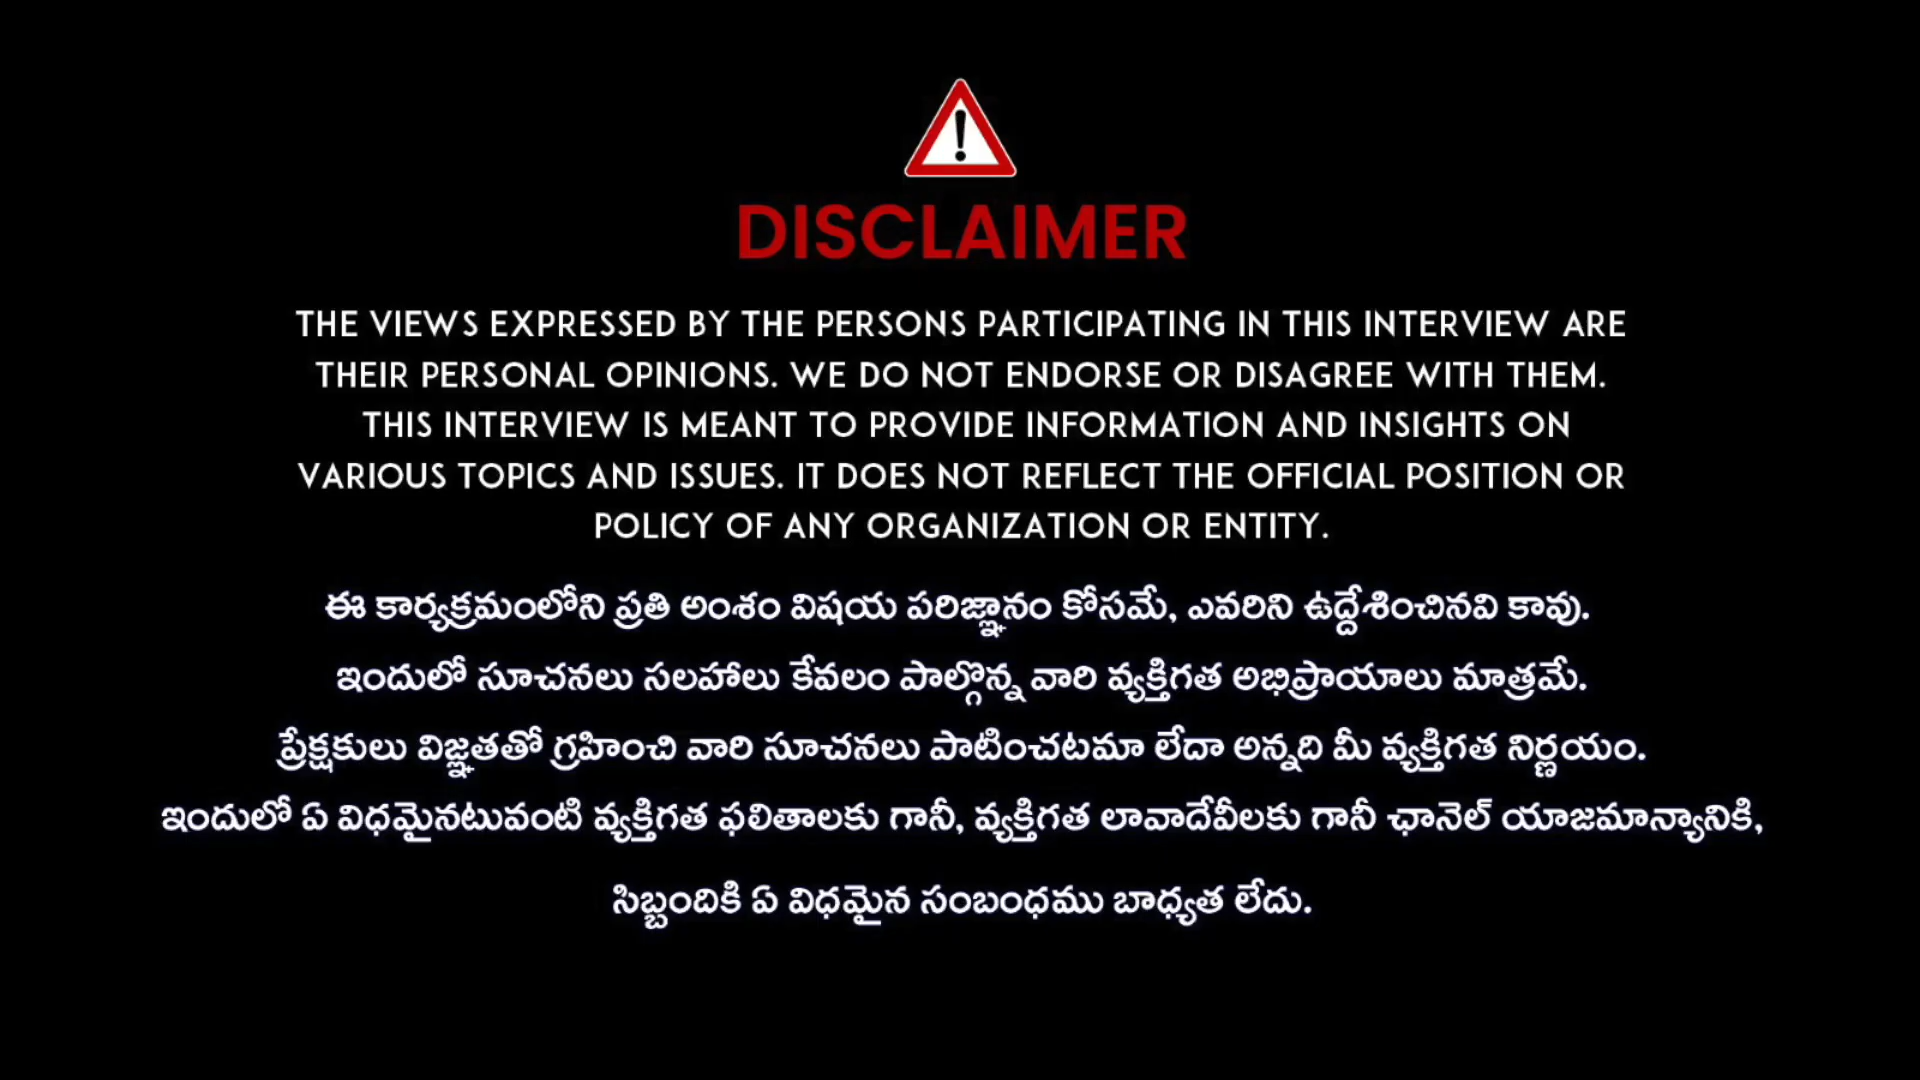 DISCLAIMER
THE VIEWS EXPRESSED BY THE PERSONS PARTICIPATING IN THIS INTERVIEW ARE
THEIR PERSONAL OPINIONS. WE DO NOT ENDORSE OR DISAGREE WITH THEM.
THIS INTERVIEW IS MEANT TO PROVIDE INFORMATION AND INSIGHTS ON
VARIOUS TOPICS AND ISSUES. IT DOES NOT REFLECT THE OFFICIAL POSITION OR
POLICY OF ANY ORGANIZATION OR ENTITY.
ఈ కార్యక్రమంలోని ప్రతి అంశం విషయ పరిజ్ఞానం కోసమే, ఎవరిని ఉద్దేశించినవి కావు.
ఇందులో సూచనలు సలహాలు కేవలం పాల్గొన్న వారి వ్యక్తిగత అభిప్రాయాలు మాత్రమే.
ప్రేక్షకులు విజ్ఞతతో గ్రహించి వారి సూచనలు పాటించటమా లేదా అన్నది మీ వ్యక్తిగత నిర్ణయం.
ఇందులో ఏ విధమైనటువంటి వ్యక్తిగత ఫలితాలకు గానీ, వ్యక్తిగత లావాదేవీలకు గానీ ఛానెల్ యాజమాన్యానికి,
సిబ్బందికి ఏ విధమైన సంబంధము బాధ్యత లేదు.